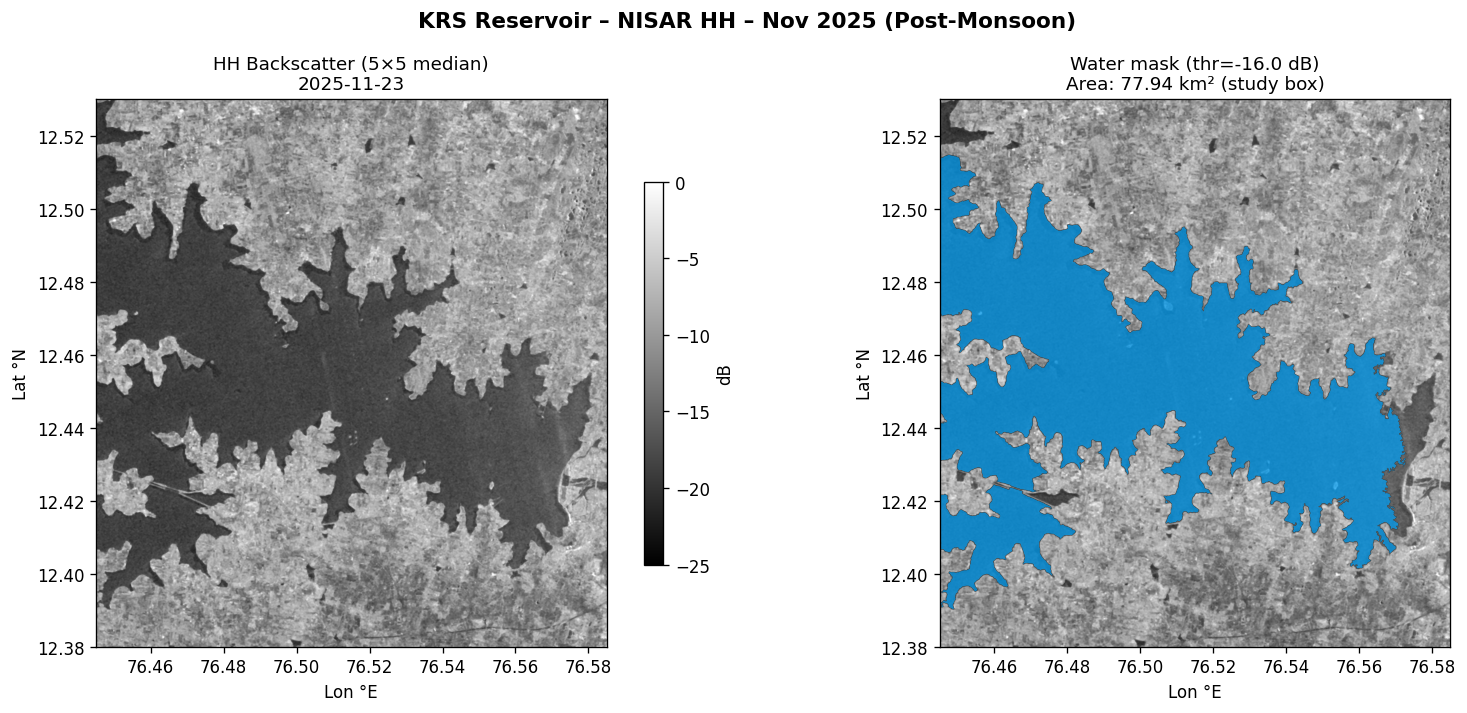 KRS Reservoir – NISAR HH – Nov 2025 (Post-Monsoon)
HH Backscatter (5×5 median)
2025-11-23
12.52
12.50
12.48
12.46
12.44
12.42
12.40
12.38
Lat °N
76.46 76.48 76.50 76.52 76.54 76.56 76.58
Lon °E
0
−5
−10
−15
−20
−25
dB
Water mask (thr=-16.0 dB)
Area: 77.94 km² (study box)
12.52
12.50
12.48
12.46
12.44
12.42
12.40
12.38
Lat °N
76.46 76.48 76.50 76.52 76.54 76.56 76.58
Lon °E